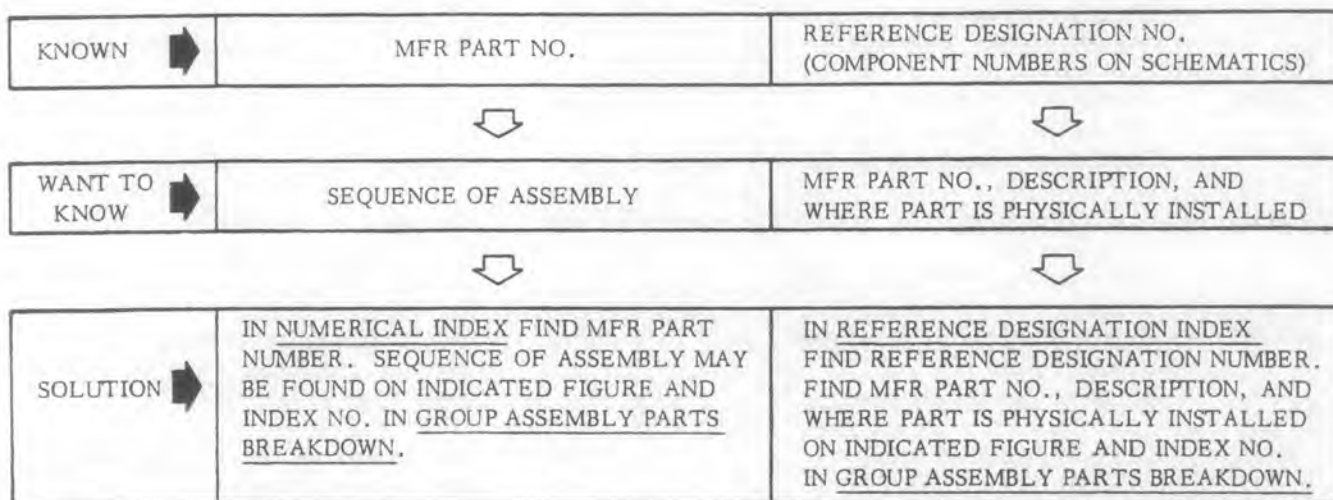 KNOWN
MFR PART NO.
REFERENCE DESIGNATION NO.
(COMPONENT NUMBERS ON SCHEMATICS)
WANT TO
KNOW
SEQUENCE OF ASSEMBLY
MFR PART NO., DESCRIPTION, AND
WHERE PART IS PHYSICALLY INSTALLED
SOLUTION
IN NUMERICAL INDEX FIND MFR PART
NUMBER. SEQUENCE OF ASSEMBLY MAY
BE FOUND ON INDICATED FIGURE AND
INDEX NO. IN GROUP ASSEMBLY PARTS
BREAKDOWN.
IN REFERENCE DESIGNATION INDEX
FIND REFERENCE DESIGNATION NUMBER.
FIND MFR PART NO., DESCRIPTION, AND
WHERE PART IS PHYSICALLY INSTALLED
ON INDICATED FIGURE AND INDEX NO.
IN GROUP ASSEMBLY PARTS BREAKDOWN.